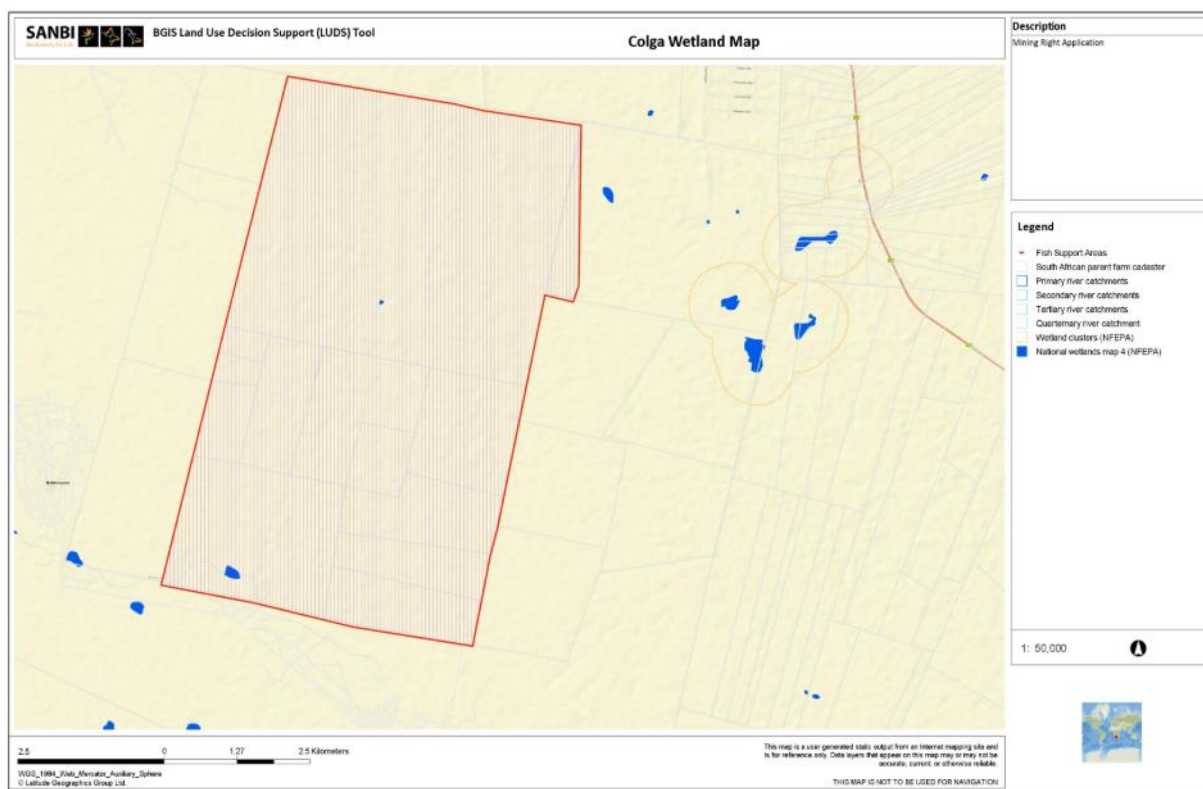 SANBI
Biodiversity for Life
BGIS Land Use Decision Support (LUDS) Tool
Colga Wetland Map
Description
Mining Right Application
Legend
Fish Support Areas
South African parent farm cadaster
Primary river catchments
Secondary river catchments
Tertiary river catchments
Quarternery river catchment
Wetland clusters (NFEPA)
National wetlands map 4 (NFEPA)
1: 50,000
2.5 0 1.27 2.5 Kilometers
WGS_1984_Web_Mercator_Auxiliary_Sphere
© Latitude Geographics Group Ltd.
This map is a user generated static output from an Internet mapping site and
is for reference only. Data layers that appear on this map may or may not be
accurate, current, or otherwise reliable.
THIS MAP IS NOT TO BE USED FOR NAVIGATION